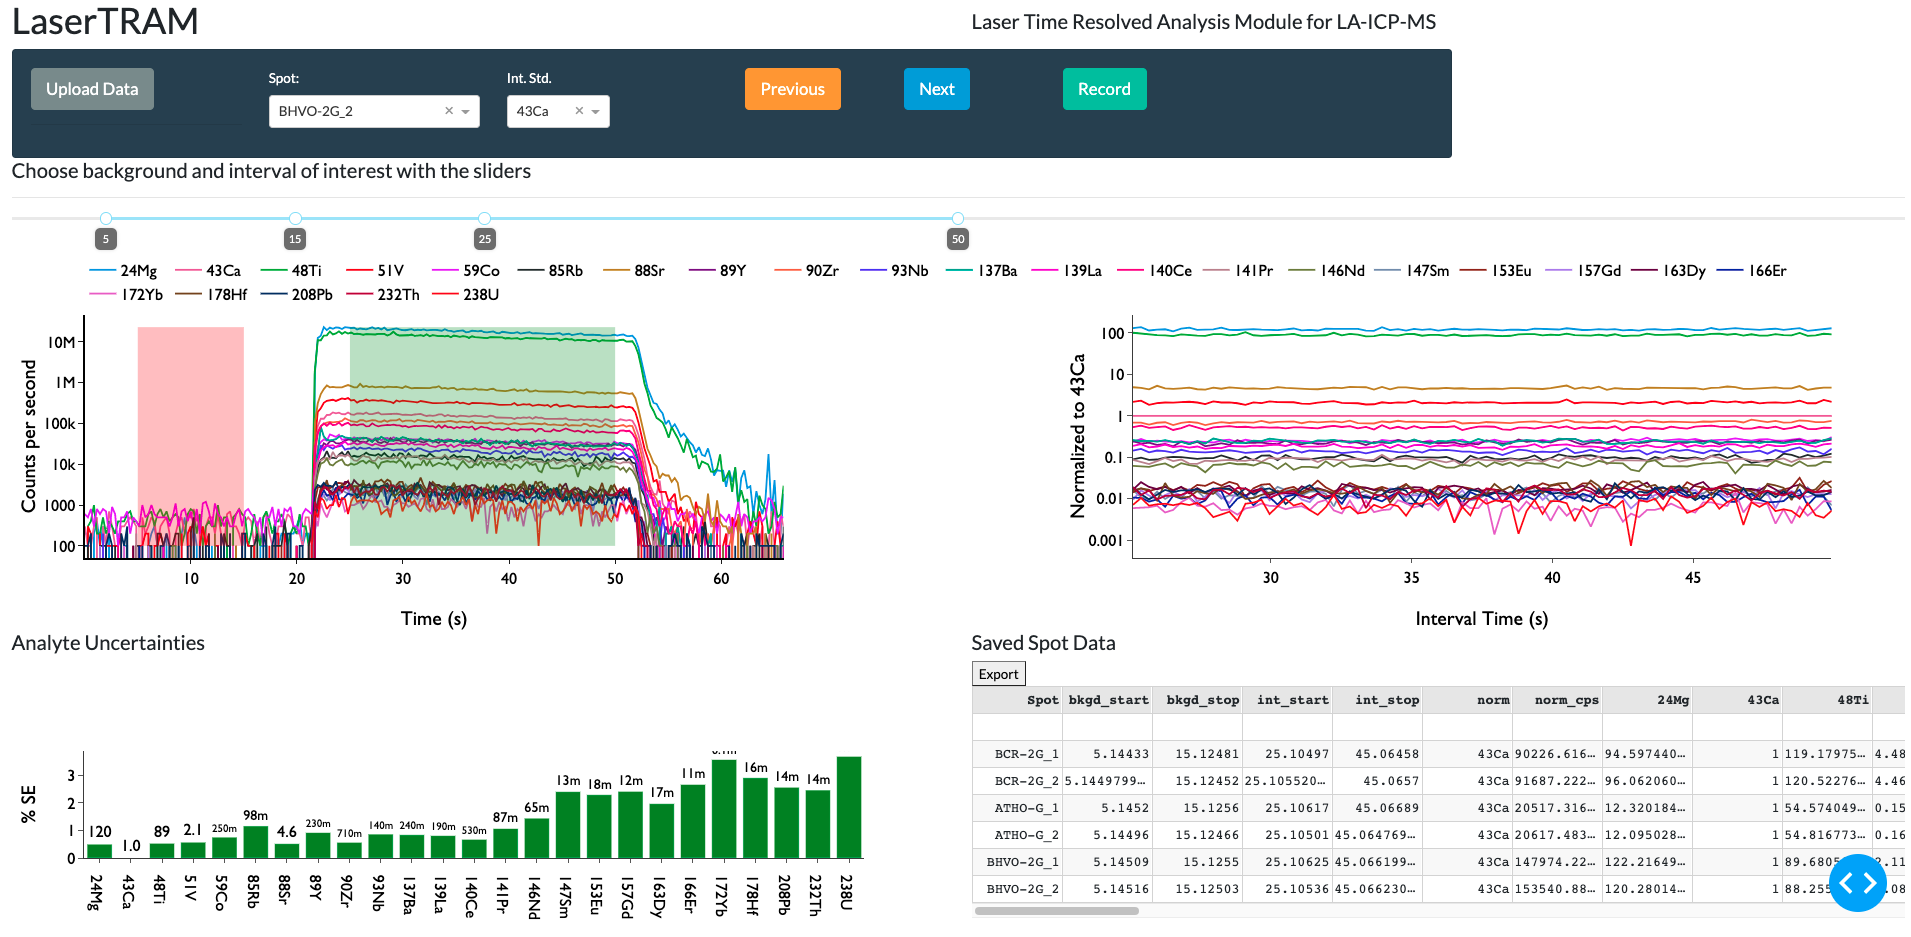 LaserTRAM
Laser Time Resolved Analysis Module for LA-ICP-MS
Upload Data
Spot:
BHVO-2G_2
Int. Std.
43Ca
Previous
Next
Record
Choose background and interval of interest with the sliders
5 15 25 50
24Mg 43Ca 48Ti 51V 59Co 85Rb 88Sr 89Y 90Zr 93Nb 137Ba 139La 140Ce 141Pr 146Nd 147Sm 153Eu 157Gd 163Dy 166Er
172Yb 178Hf 208Pb 232Th 238U
Counts per second
10M
1M
100k
10k
1000
100
10 20 30 40 50 60
Time (s)
Normalized to 43Ca
100
10
1
0.1
0.01
0.001
30 35 40 45
Interval Time (s)
Analyte Uncertainties
% SE
3
2
1
0
120 1.0 89 2.1 250m 98m 4.6 230m 710m 140m 240m 190m 530m 87m 65m 13m 18m 12m 17m 11m 16m 14m 14m
24Mg 43Ca 48Ti 51V 59Co 85Rb 88Sr 89Y 90Zr 93Nb 137Ba 139La 140Ce 141Pr 146Nd 147Sm 153Eu 157Gd 163Dy 166Er 172Yb 178Hf 208Pb 232Th 238U
Saved Spot Data
Export
Spot bkgd_start bkgd_stop int_start int_stop norm norm_cps 24Mg 43Ca 48Ti
BCR-2G_1 5.14433 15.12481 25.10497 45.06458 43Ca 90226.616… 94.597440… 1 119.17975… 4.48
BCR-2G_2 5.1449799… 15.12452 25.105520… 45.0657 43Ca 91687.222… 96.062060… 1 120.52276… 4.46
ATHO-G_1 5.1452 15.1256 25.10617 45.06689 43Ca 20517.316… 12.320184… 1 54.574049… 0.15
ATHO-G_2 5.14496 15.12466 25.10501 45.064769… 43Ca 20617.483… 12.095028… 1 54.816773… 0.16
BHVO-2G_1 5.14509 15.1255 25.10625 45.066199… 43Ca 147974.22… 122.21649… 1 89.680
BHVO-2G_2 5.14516 15.12503 25.10536 45.066230… 43Ca 153540.88… 120.28014… 1 88.255